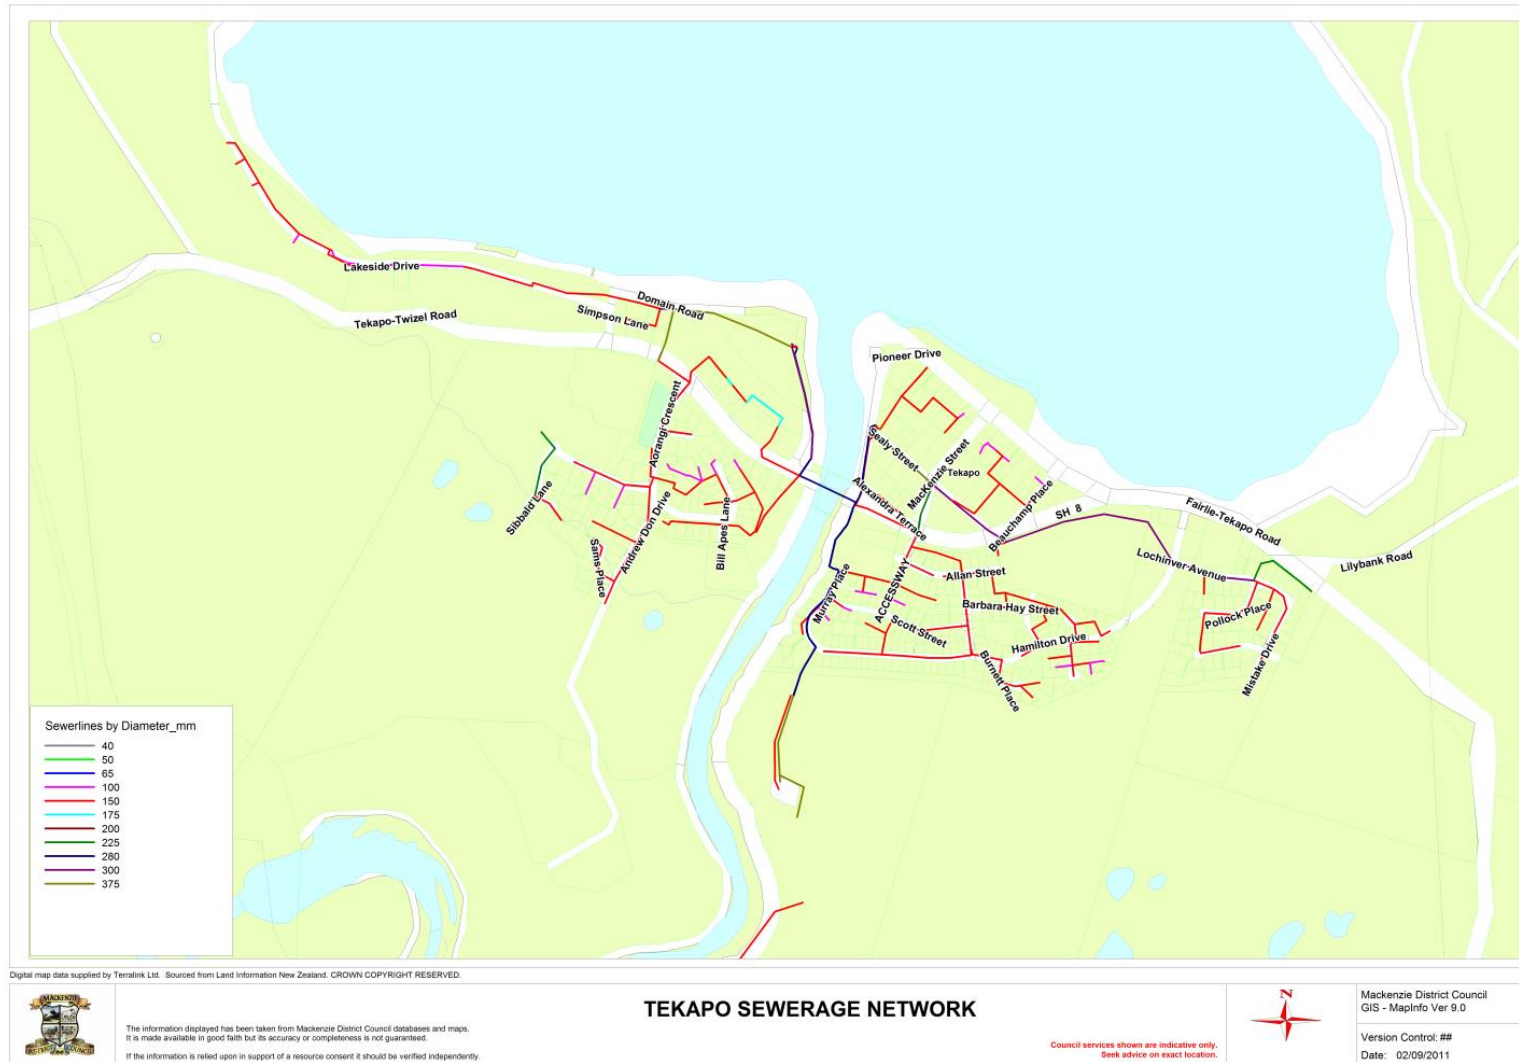 Lakeside Drive
Tekapo-Twizel Road
Simpson Lane
Domain Road
Pioneer Drive
Aorangi Crescent
Sealy Street
MacKenzie Street
Tekapo
Alexandra Terrace
Beauchamp Place
SH 8
Fairlie-Tekapo Road
Lilybank Road
Lochinver Avenue
Sibbald Lane
Andrew Don Drive
Bill Apes Lane
Sams Place
Murray Place
ACCESSWAY
Allan Street
Barbara Hay Street
Scott Street
Hamilton Drive
Burnett Place
Pollock Place
Mistake Drive
Sewerlines by Diameter_mm
40
50
65
100
150
175
200
225
280
300
375
Digital map data supplied by Terralink Ltd. Sourced from Land Information New Zealand. CROWN COPYRIGHT RESERVED.
MACKENZIE
DISTRICT COUNCIL
The information displayed has been taken from Mackenzie District Council databases and maps.
It is made available in good faith but its accuracy or completeness is not guaranteed.
If the information is relied upon in support of a resource consent it should be verified independently.
TEKAPO SEWERAGE NETWORK
Council services shown are indicative only.
Seek advice on exact location.
N
Mackenzie District Council
GIS - MapInfo Ver 9.0
Version Control: ##
Date: 02/09/2011